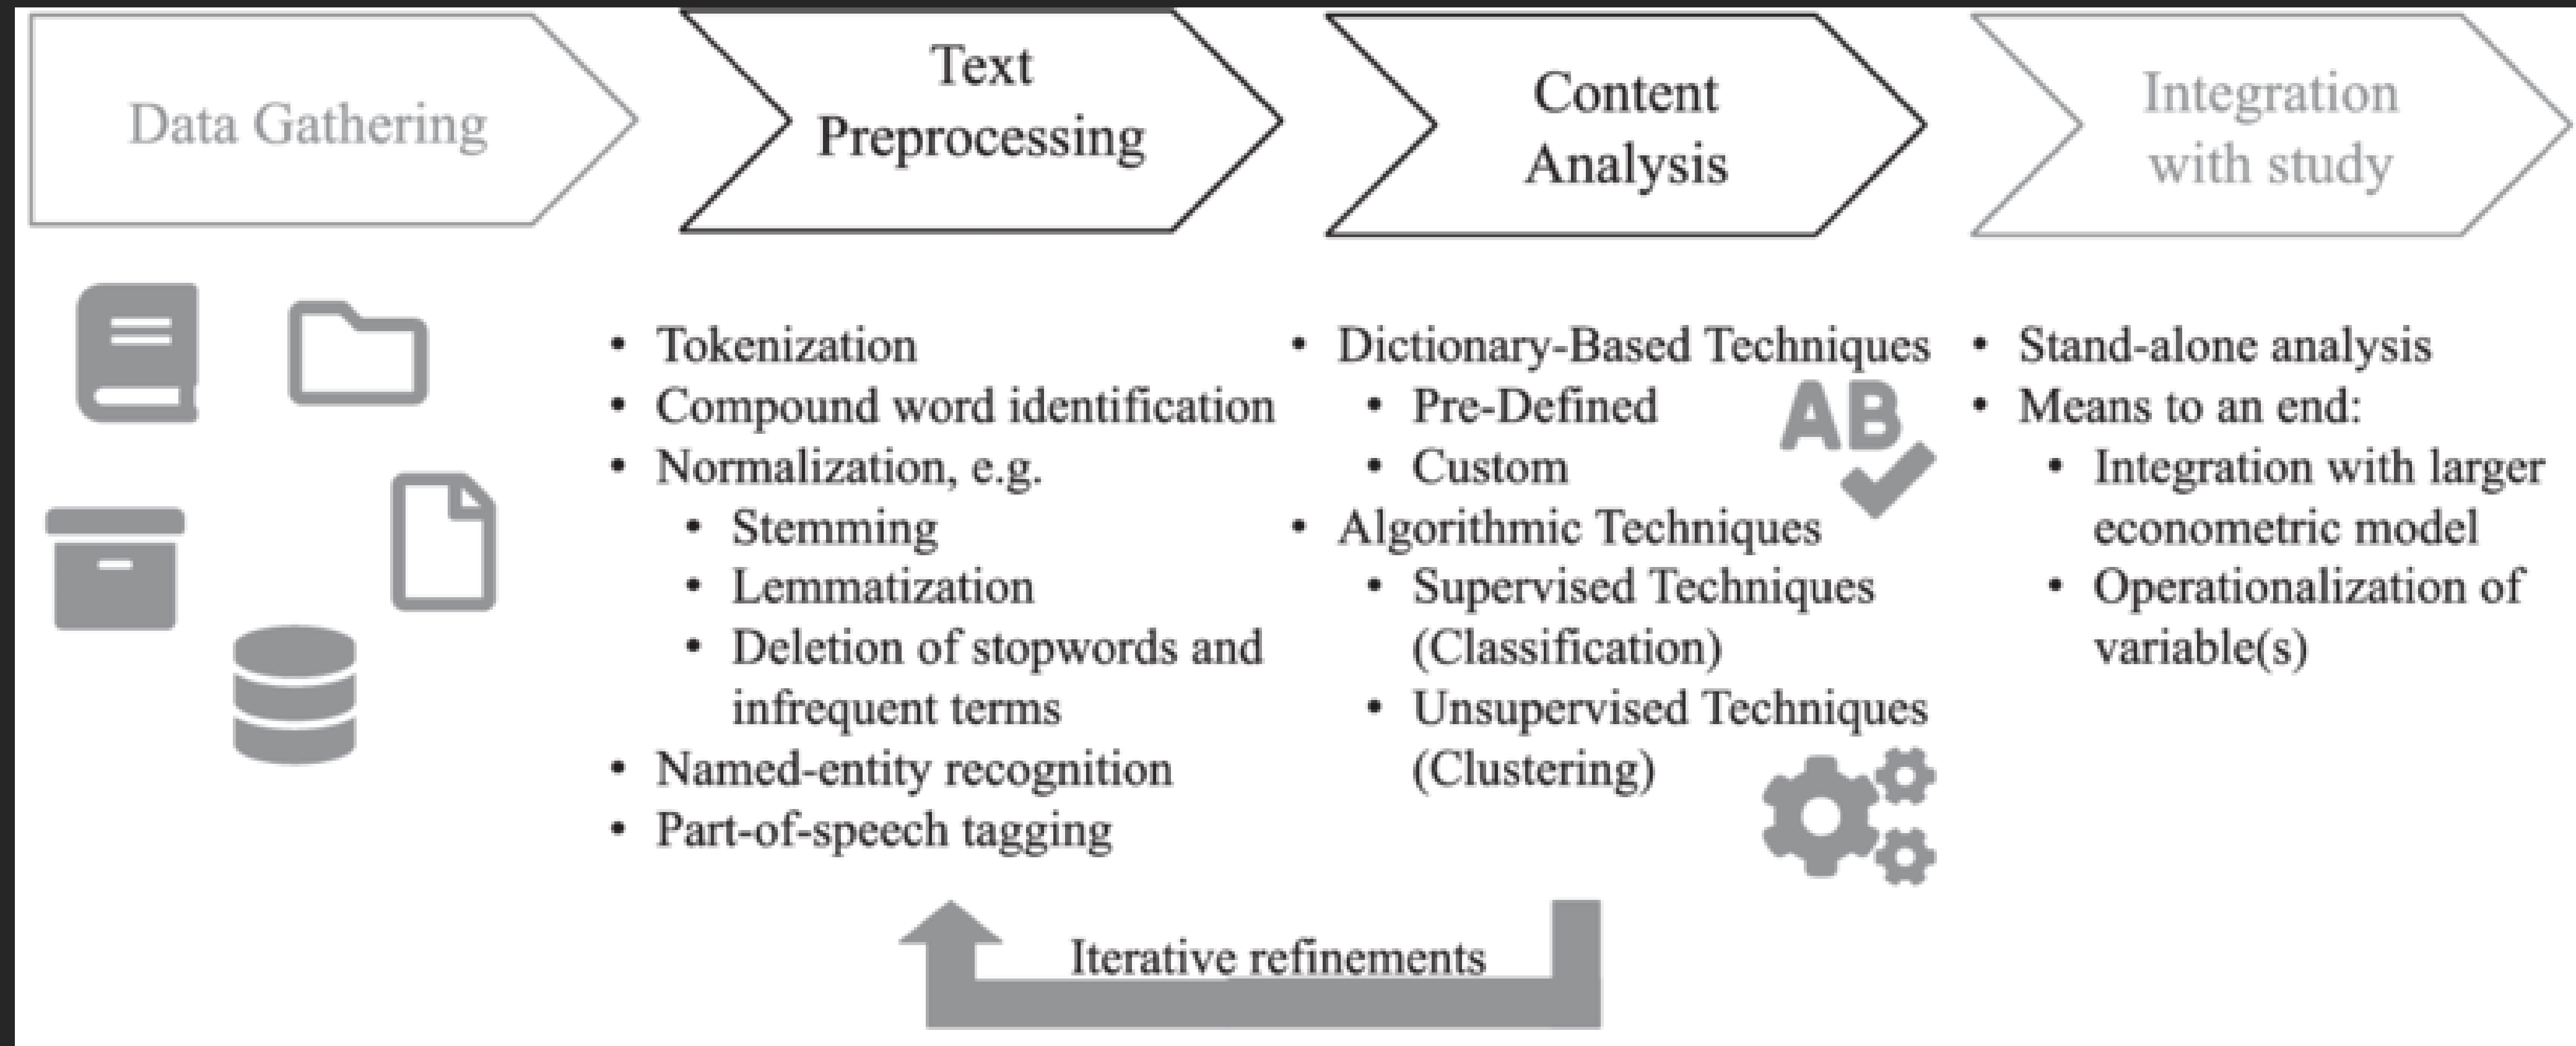 Data Gathering
Text
Preprocessing
Content
Analysis
Integration
with study
• Tokenization
• Compound word identification
• Normalization, e.g.
• Stemming
• Lemmatization
• Deletion of stopwords and
infrequent terms
• Named-entity recognition
• Part-of-speech tagging
• Dictionary-Based Techniques
• Pre-Defined
• Custom
AB
• Algorithmic Techniques
• Supervised Techniques
(Classification)
• Unsupervised Techniques
(Clustering)
• Stand-alone analysis
• Means to an end:
• Integration with larger
econometric model
• Operationalization of
variable(s)
Iterative refinements